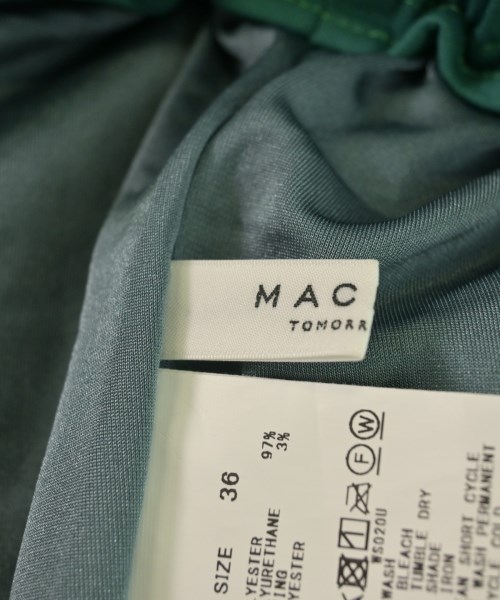 MAC
TOMORR
SIZE 36
YESTER 97%
YURETHANE 3%
ING
YESTER
F W
WS020U
WASH
BLEACH
TUMBLE DRY
SHADE
IRON
AN SHORT CYCLE
WASH PERMANENT